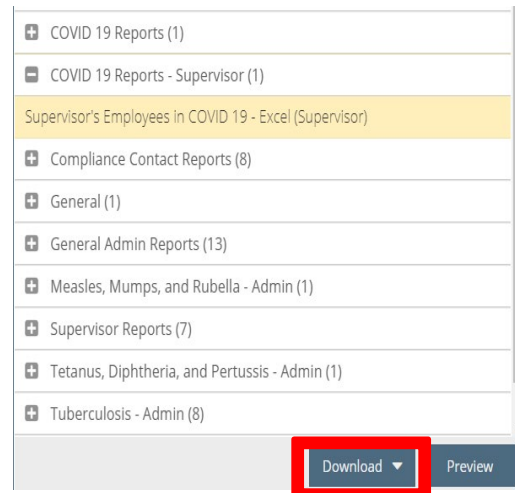 COVID 19 Reports (1)
COVID 19 Reports - Supervisor (1)
Supervisor's Employees in COVID 19 - Excel (Supervisor)
Compliance Contact Reports (8)
General (1)
General Admin Reports (13)
Measles, Mumps, and Rubella - Admin (1)
Supervisor Reports (7)
Tetanus, Diphtheria, and Pertussis - Admin (1)
Tuberculosis - Admin (8)
Download Preview